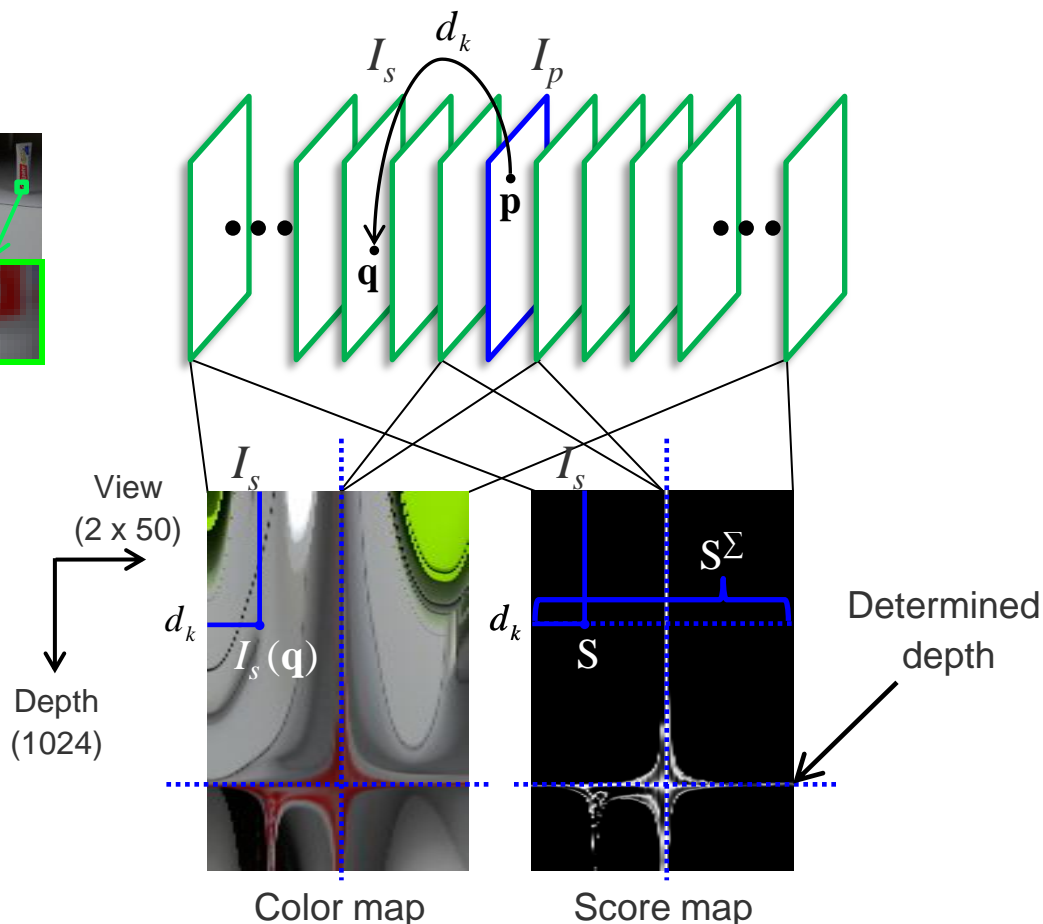 d_k
I_s I_p
p
q
I_s I_s
View
(2 x 50)
S^Σ
Determined
depth
d_k d_k
I_s(q) S
Depth
(1024)
Color map Score map